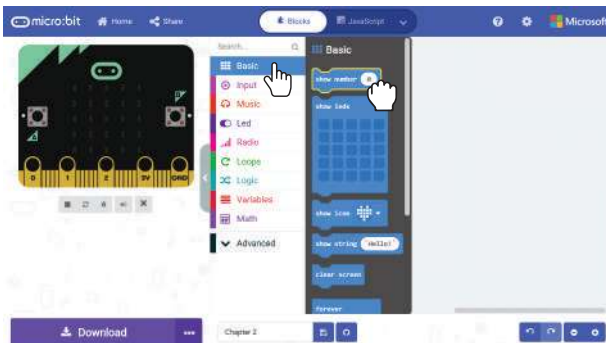 micro:bit Home Share Blocks JavaScript Microsoft
Search...
Basic
Input
Music
Led
Radio
Loops
Logic
Variables
Math
Advanced
Basic
show number 0
show leds
show icon
show string "Hello!"
clear screen
forever
A
B
0 1 2 3V GND
Download
Chapter 2